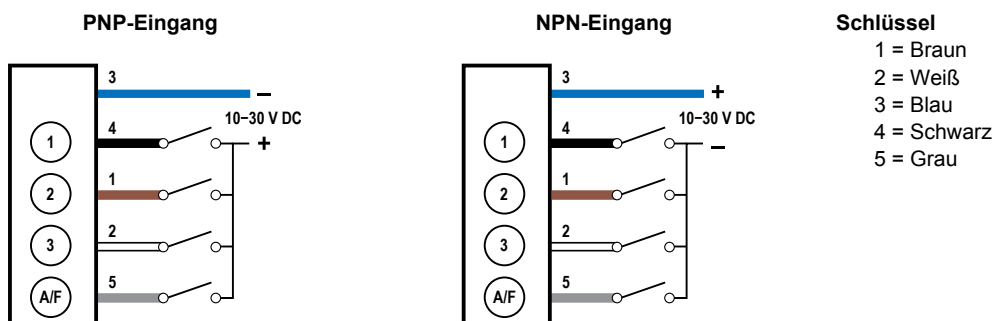 PNP-Eingang
3
–
10–30 V DC
1
4
+
2
1
3
2
A/F
5
NPN-Eingang
3
+
10–30 V DC
1
4
–
2
1
3
2
A/F
5
Schlüssel
1 = Braun
2 = Weiß
3 = Blau
4 = Schwarz
5 = Grau